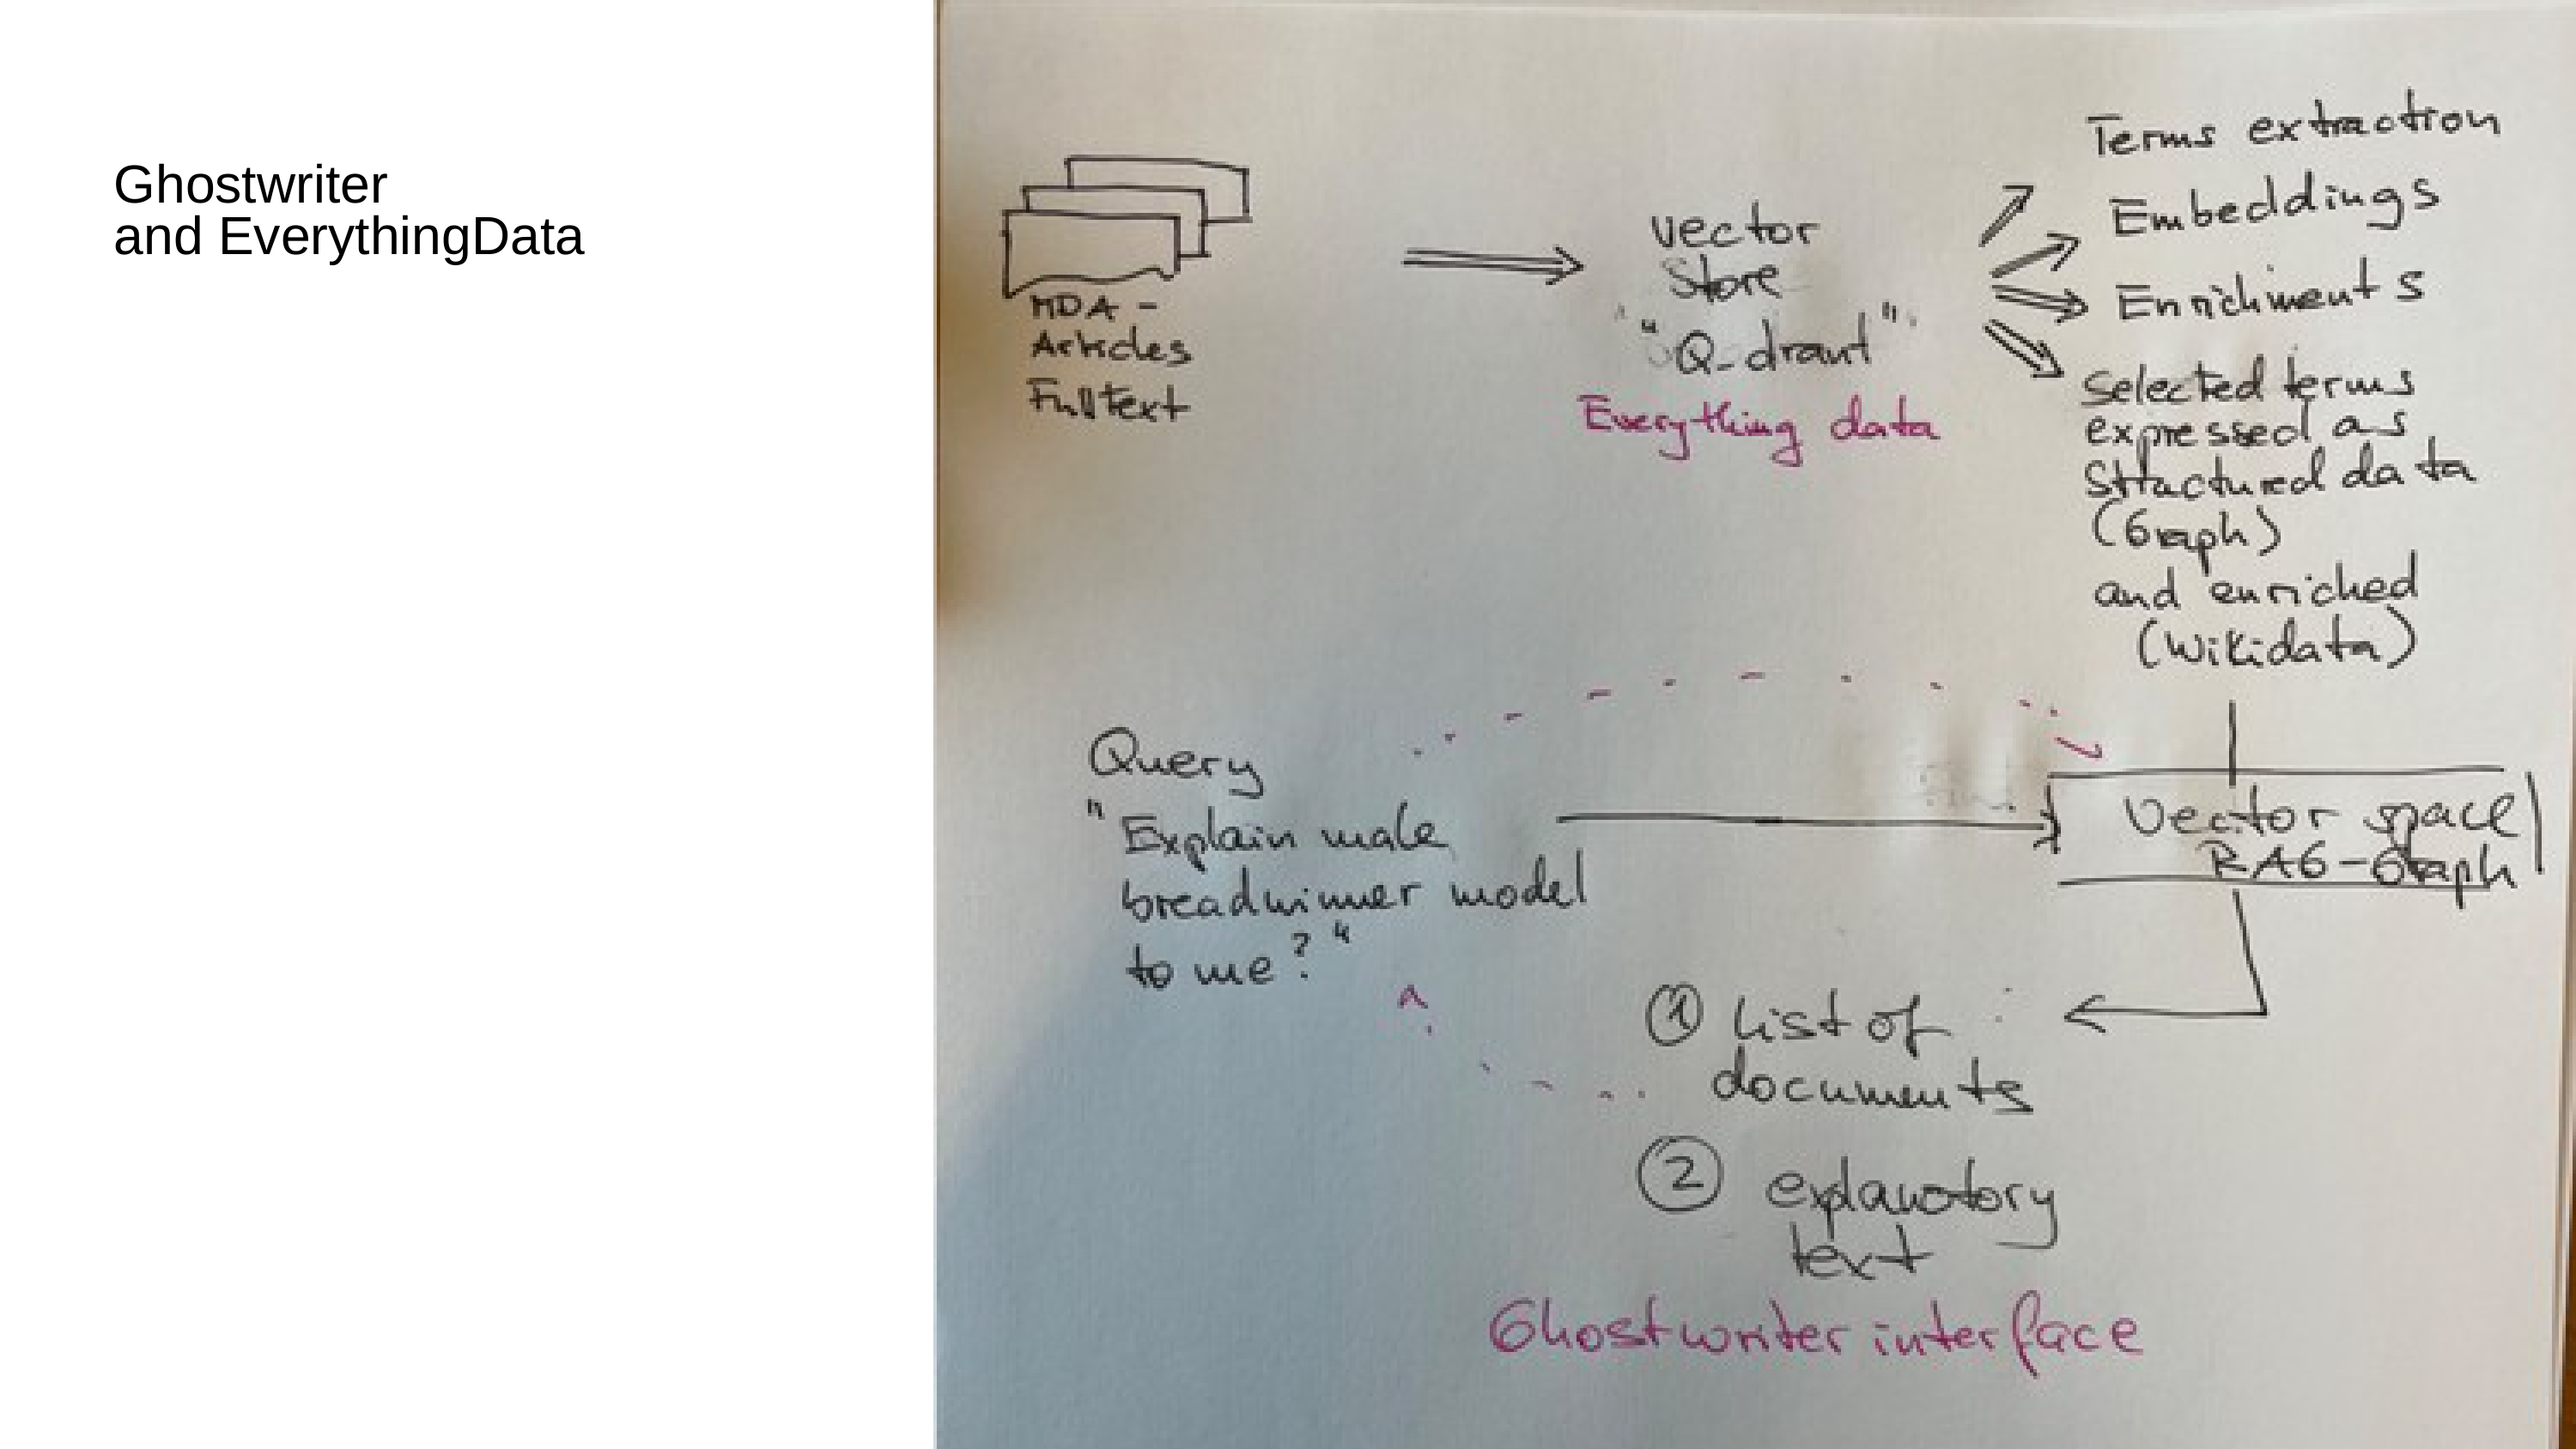 Ghostwriter
and EverythingData
MDA -
Articles
Fulltext
vector
Store
"Q-drant"
Everything data
Terms extraction
Embeddings
Enrichments
Selected terms
expressed as
Structured data
(Graph)
and enriched
(Wikidata)
Query
"Explain male
breadwinner model
to me?"
Vector space
RAG-Graph
① List of
documents
② explanatory
text
Ghostwriter interface